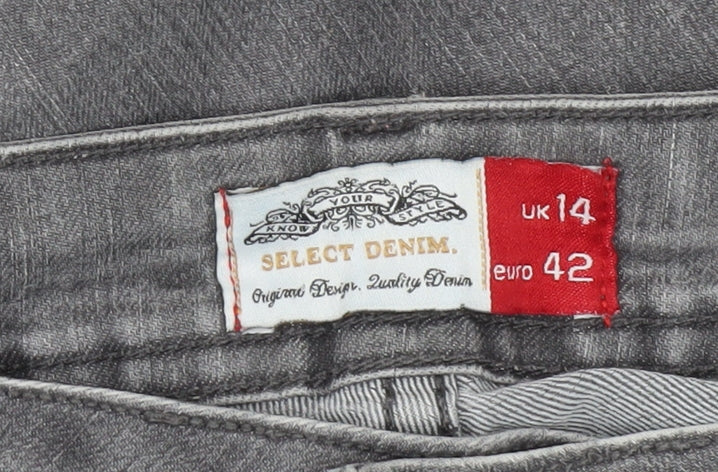 KNOW YOUR STYLE
SELECT DENIM.
Original Design. Quality Denim
UK 14
euro 42